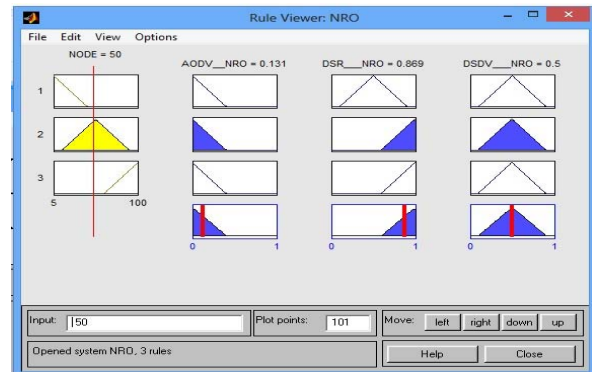 Rule Viewer: NRO
File Edit View Options
NODE = 50
AODV__NRO = 0.131
DSR___NRO = 0.869
DSDV__NRO = 0.5
1
2
3
5 100
0 1
0 1
0 1
Input: 50
Plot points: 101
Move: left right down up
Opened system NRO, 3 rules
Help Close